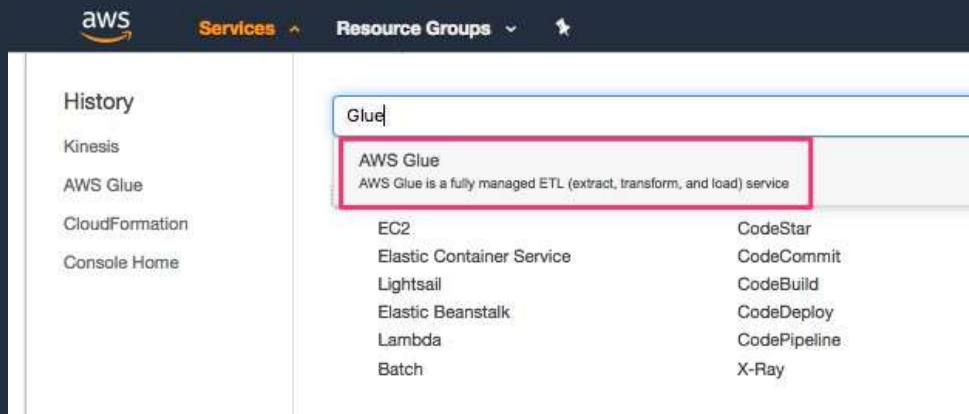 aws
Services
Resource Groups
History
Kinesis
AWS Glue
CloudFormation
Console Home
Glue
AWS Glue
AWS Glue is a fully managed ETL (extract, transform, and load) service
EC2
Elastic Container Service
Lightsail
Elastic Beanstalk
Lambda
Batch
CodeStar
CodeCommit
CodeBuild
CodeDeploy
CodePipeline
X-Ray